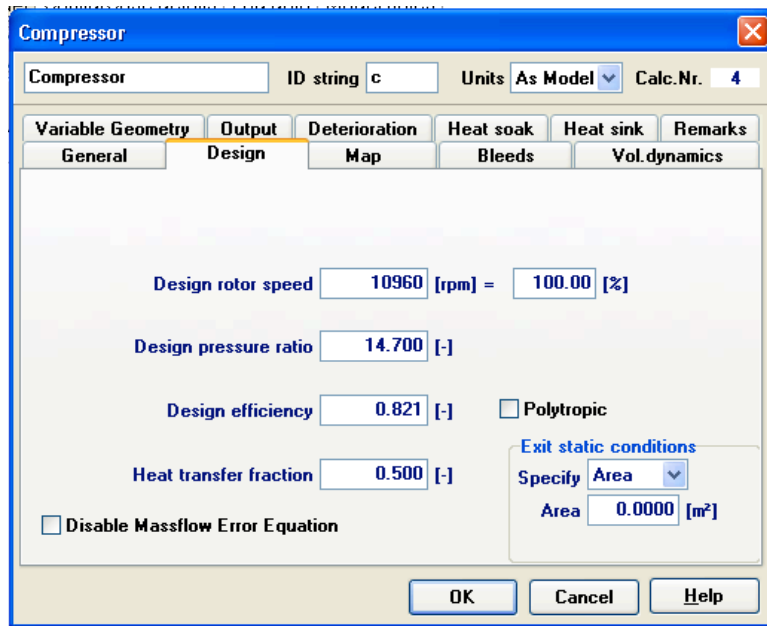 Compressor
Compressor ID string c Units As Model Calc.Nr. 4
Variable Geometry Output Deterioration Heat soak Heat sink Remarks
General Design Map Bleeds Vol.dynamics
Design rotor speed 10960 [rpm] = 100.00 [%]
Design pressure ratio 14.700 [-]
Design efficiency 0.821 [-] Polytropic
Exit static conditions
Heat transfer fraction 0.500 [-] Specify Area
Area 0.0000 [m²]
Disable Massflow Error Equation
OK Cancel Help